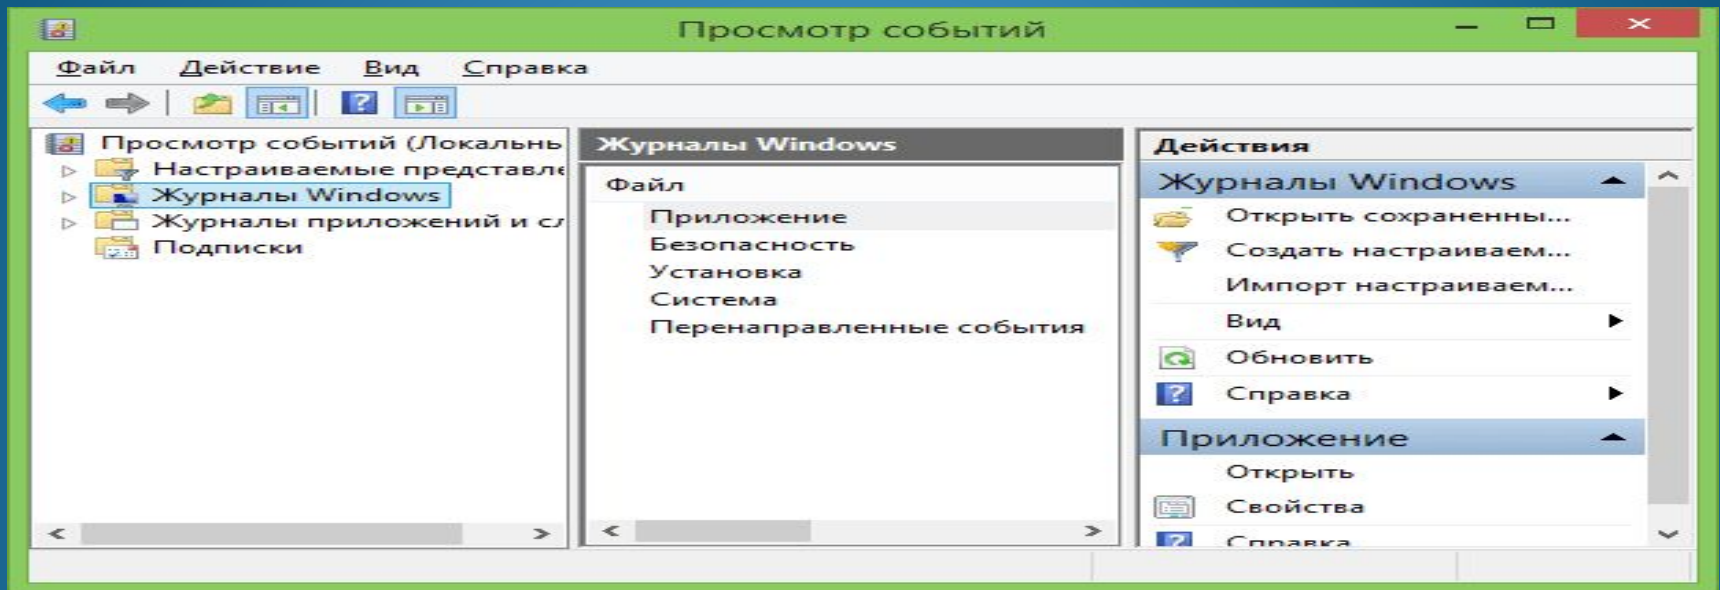 Просмотр событий
Файл Действие Вид Справка
Просмотр событий (Локальнь
Настраиваемые представле
Журналы Windows
Журналы приложений и сл
Подписки
Журналы Windows
Файл
Приложение
Безопасность
Установка
Система
Перенаправленные события
Действия
Журналы Windows
Открыть сохраненны...
Создать настраиваем...
Импорт настраиваем...
Вид
Обновить
Справка
Приложение
Открыть
Свойства
Справка